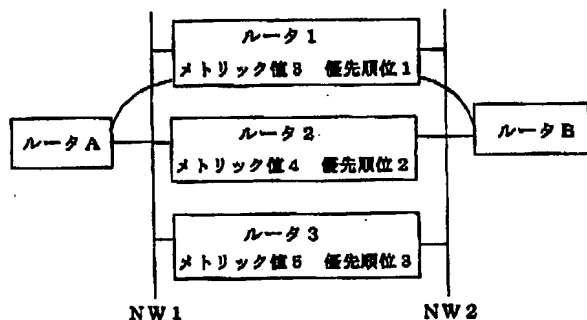 ルータ1
メトリック値3 優先順位1
ルータA
ルータ2
メトリック値4 優先順位2
ルータB
ルータ3
メトリック値5 優先順位3
NW1
NW2